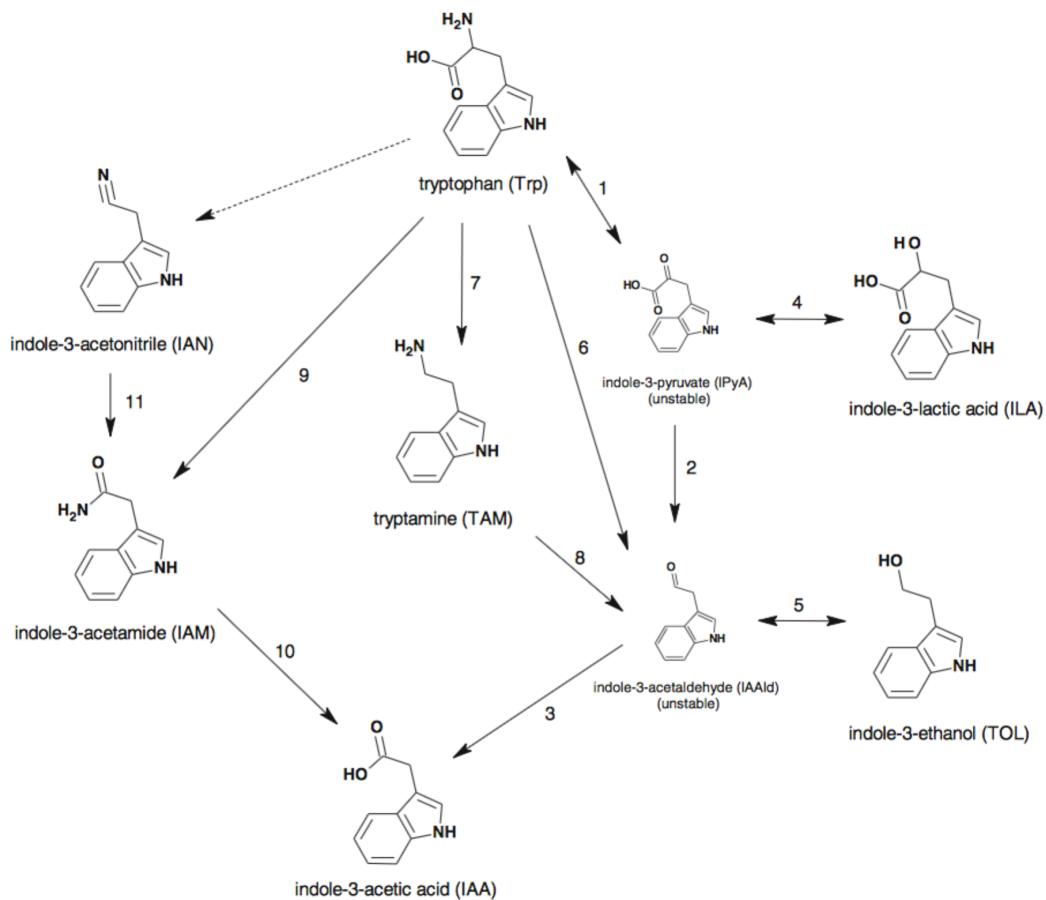 H₂N
HO
O
NH
tryptophan (Trp)
1
N
NH
indole-3-acetonitrile (IAN)
O
HO
O
NH
indole-3-pyruvate (IPyA)
(unstable)
4
H O
HO
O
NH
indole-3-lactic acid (ILA)
7
6
9
11
2
H₂N
NH
tryptamine (TAM)
O
H₂N
NH
indole-3-acetamide (IAM)
8
O
NH
indole-3-acetaldehyde (IAAld)
(unstable)
5
HO
NH
indole-3-ethanol (TOL)
10
3
O
HO
NH
indole-3-acetic acid (IAA)